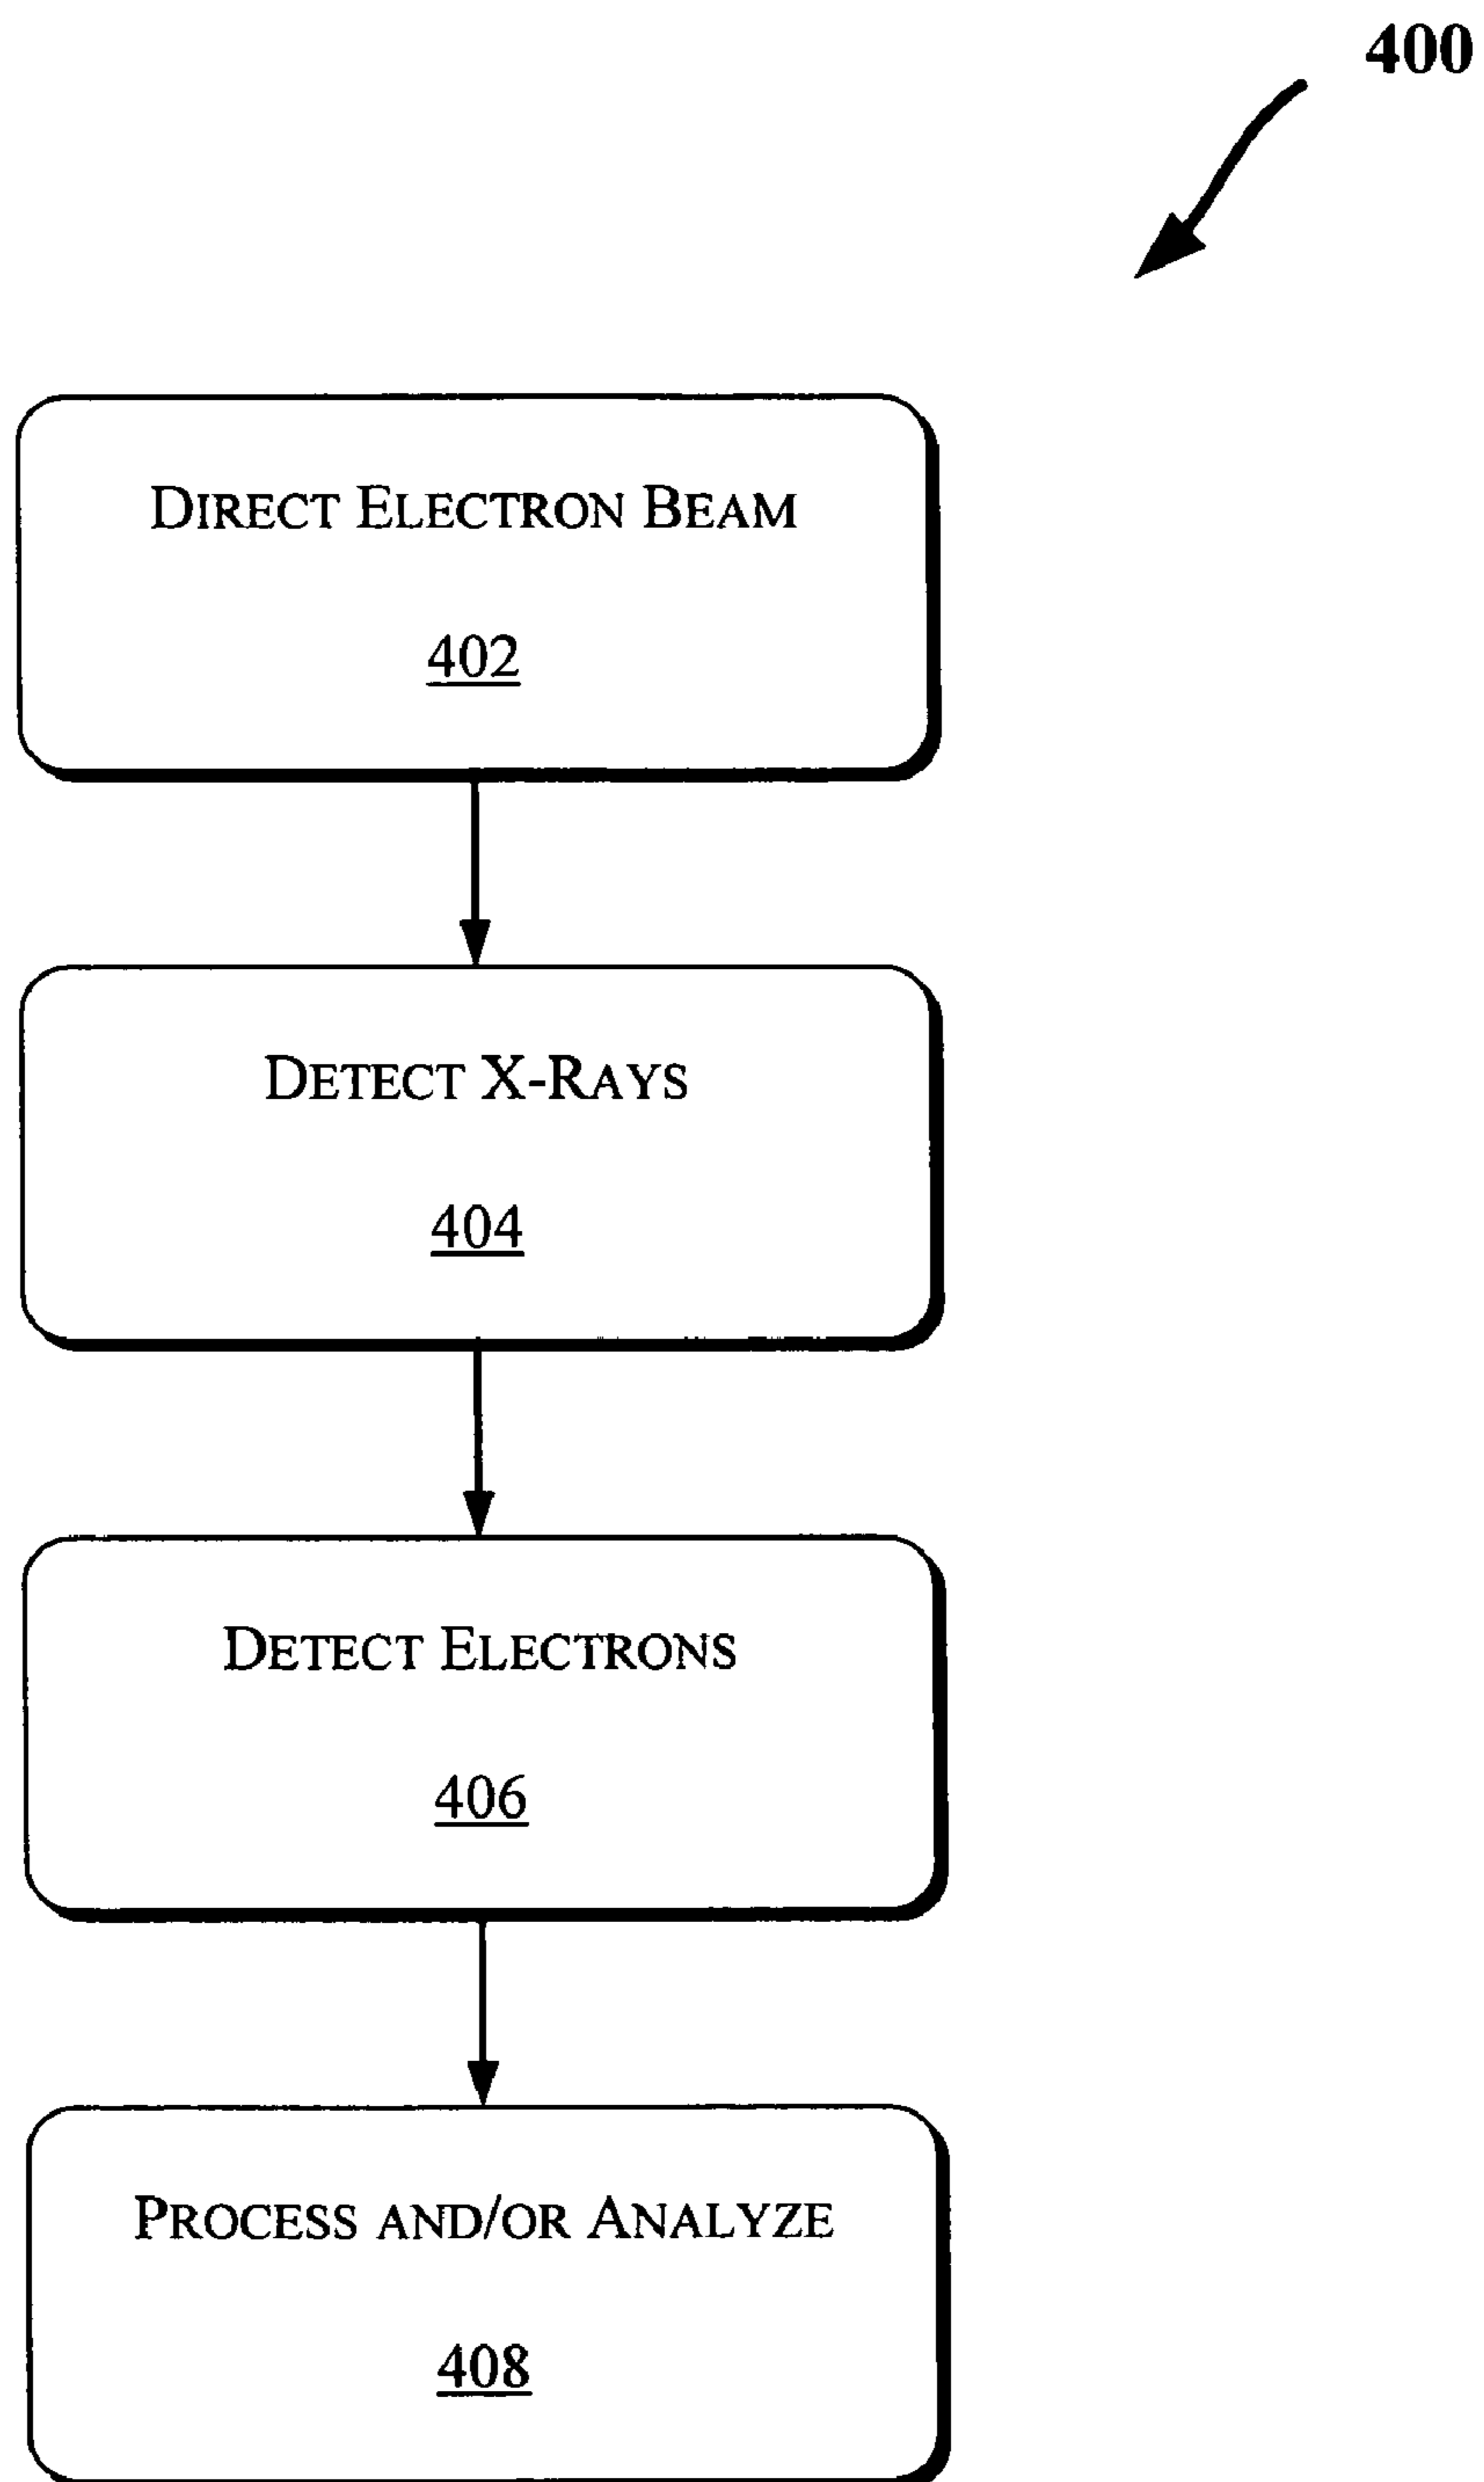 400
DIRECT ELECTRON BEAM
402
DETECT X-RAYS
404
DETECT ELECTRONS
406
PROCESS AND/OR ANALYZE
408